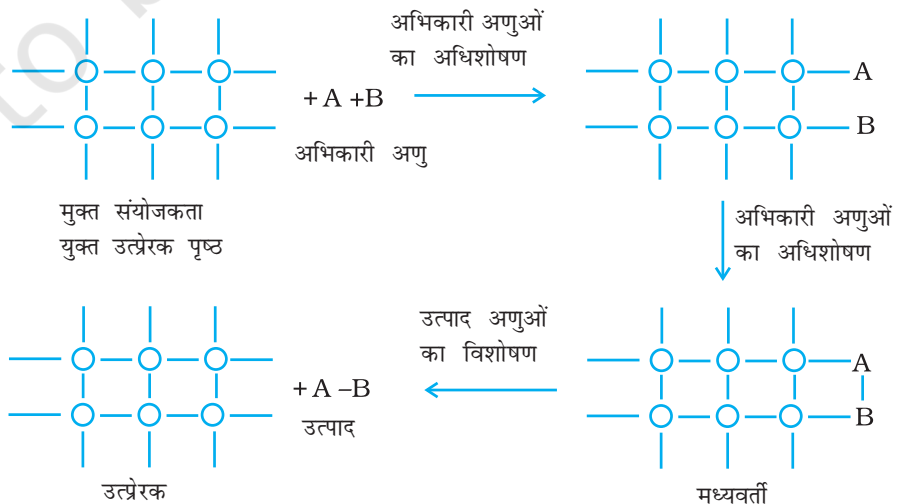 अभिकारी अणुओं
का अधिशोषण
+ A +B
अभिकारी अणु
A
B
मुक्त संयोजकता
युक्त उत्प्रेरक पृष्ठ
अभिकारी अणुओं
का अधिशोषण
उत्पाद अणुओं
का विशोषण
+ A –B
उत्पाद
A
B
उत्प्रेरक
मध्यवर्ती
to b